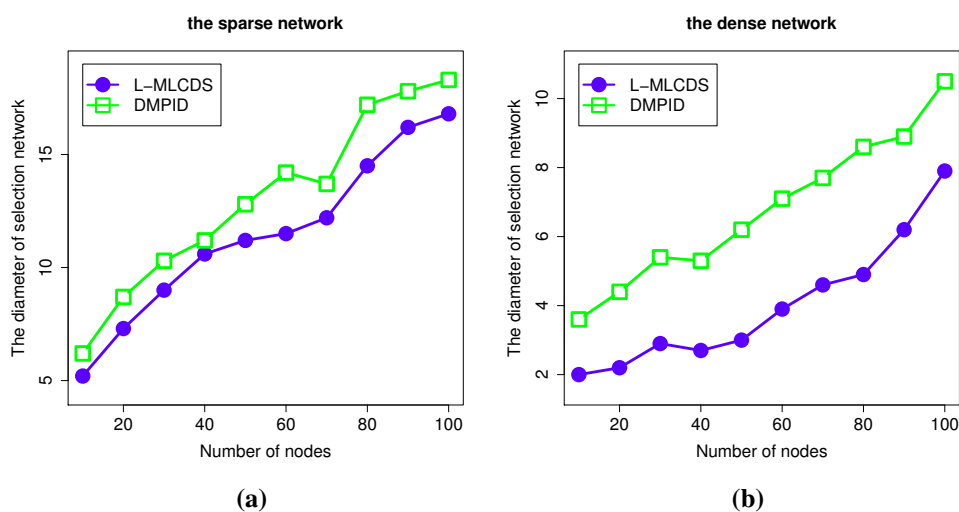 the sparse network
L−MLCDS
DMPID
The diameter of selection network
5
10
15
20
40
60
80
100
Number of nodes
(a)
the dense network
L−MLCDS
DMPID
The diameter of selection network
2
4
6
8
10
20
40
60
80
100
Number of nodes
(b)